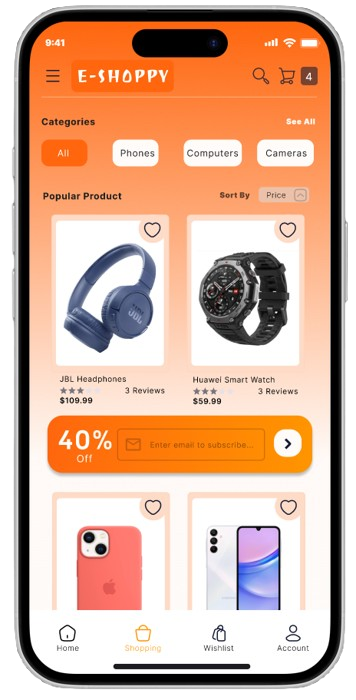 9:41
E-SHOPPY
4
Categories
See All
All
Phones
Computers
Cameras
Popular Product
Sort By
Price
JBL
JBL Headphones
3 Reviews
$109.99
Huawei Smart Watch
3 Reviews
$59.99
40%
Off
Enter email to subscribe...
Home
Shopping
Wishlist
Account